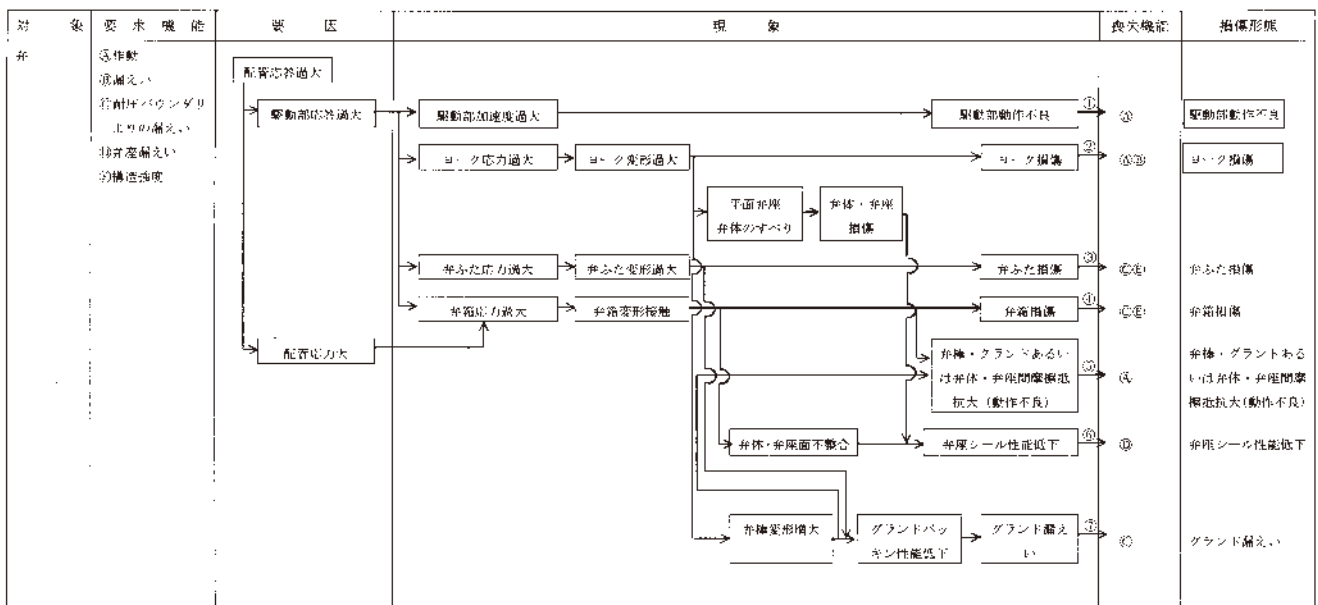 対象
要求機能
要因
現象
喪失機能
損傷形態
弁
Ⓐ作動
Ⓑ漏えい
耐圧バウンダリ
よりの漏えい
弁座漏えい
構造強度
配管応答過大
駆動部応答過大
配管応力大
駆動部加速度過大
駆動部動作不良
①
Ⓐ
駆動部動作不良
ヨーク応力過大
ヨーク変形過大
ヨーク損傷
②
ヨーク損傷
平面弁座
弁体のすべり
弁体・弁座
損傷
弁ふた応力過大
弁ふた変形過大
弁ふた損傷
③
ⒸⒺ
弁ふた損傷
弁箱応力過大
弁箱変形接触
弁箱損傷
④
ⒸⒺ
弁箱損傷
弁棒・グランドあるい
は弁体・弁座間摩擦抵
抗大(動作不良)
⑤
Ⓐ
弁棒・グランドある
いは弁体・弁座間摩
擦抵抗大(動作不良)
弁体・弁座面不整合
弁座シール性能低下
⑥
Ⓓ
弁座シール性能低下
弁棒変形増大
グランドパッ
キン性能低下
グランド漏え
い
⑦
Ⓒ
グランド漏えい